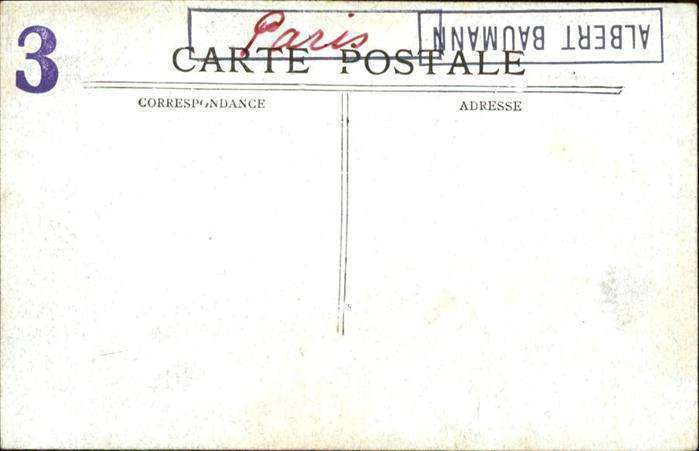 3
Paris
ALBERT BAUMANN
CARTE POSTALE
CORRESPONDANCE
ADRESSE